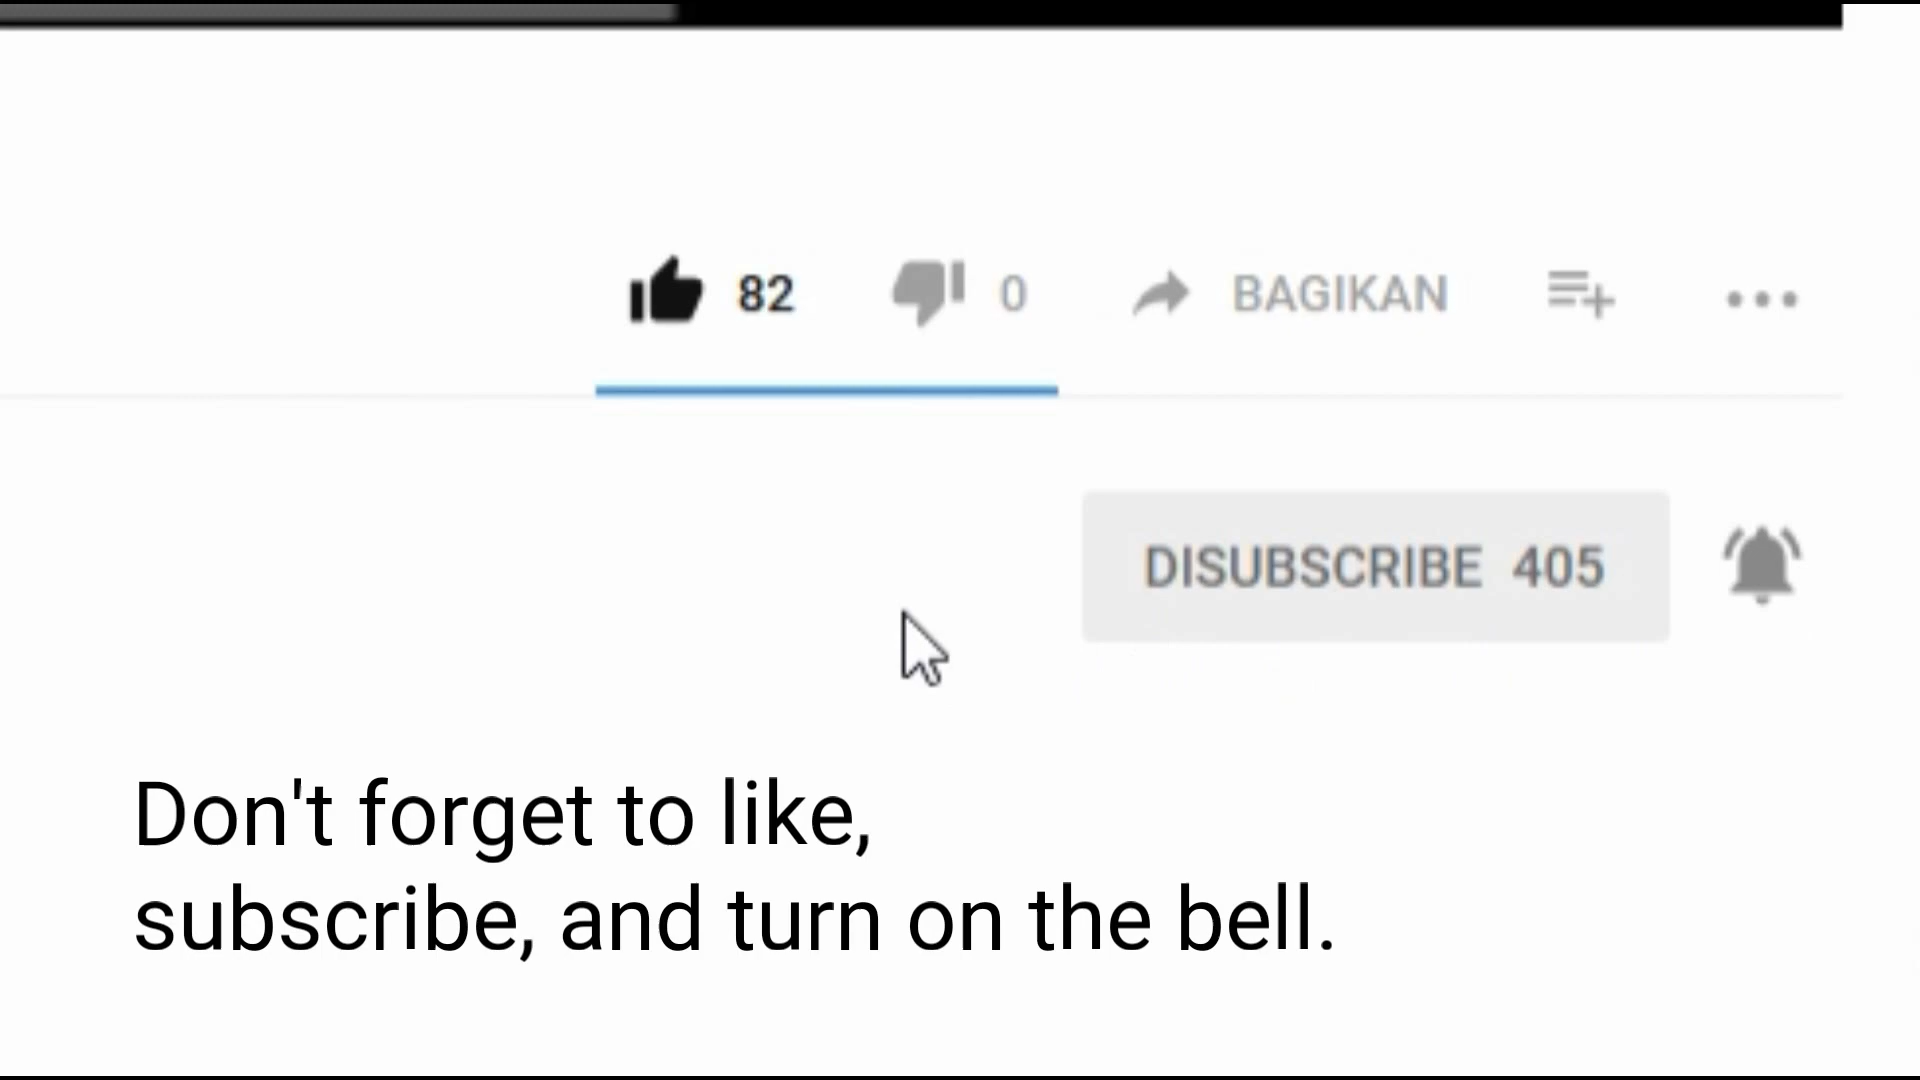 82 0 BAGIKAN
DISUBSCRIBE 405
Don't forget to like,
subscribe, and turn on the bell.